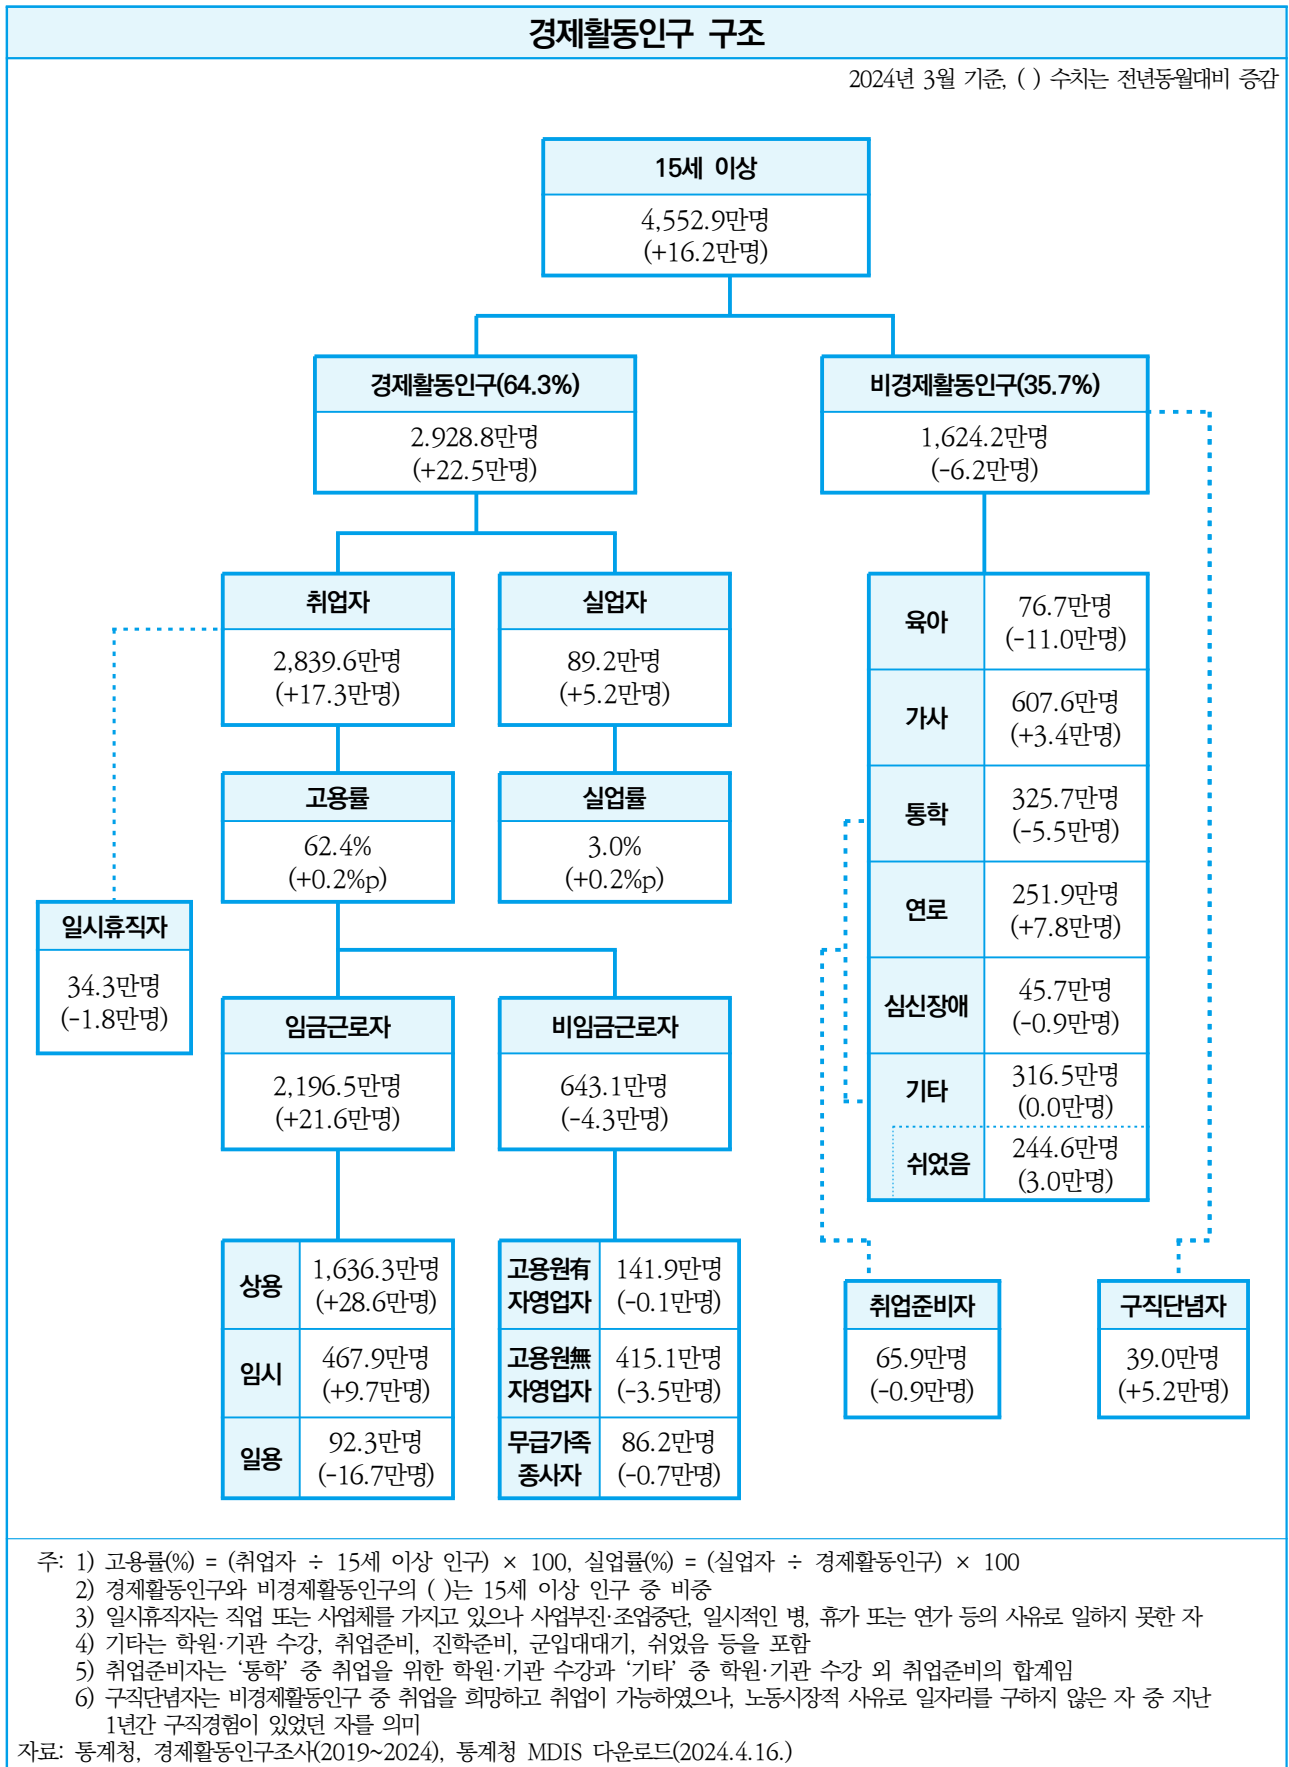 경제활동인구 구조
2024년 3월 기준, ( ) 수치는 전년동월대비 증감
15세 이상
4,552.9만명
(+16.2만명)
경제활동인구(64.3%)
2.928.8만명
(+22.5만명)
비경제활동인구(35.7%)
1,624.2만명
(-6.2만명)
취업자
2,839.6만명
(+17.3만명)
실업자
89.2만명
(+5.2만명)
고용률
62.4%
(+0.2%p)
실업률
3.0%
(+0.2%p)
일시휴직자
34.3만명
(-1.8만명)
임금근로자
2,196.5만명
(+21.6만명)
비임금근로자
643.1만명
(-4.3만명)
상용
1,636.3만명
(+28.6만명)
임시
467.9만명
(+9.7만명)
일용
92.3만명
(-16.7만명)
고용원有
자영업자
141.9만명
(-0.1만명)
고용원無
자영업자
415.1만명
(-3.5만명)
무급가족
종사자
86.2만명
(-0.7만명)
육아
76.7만명
(-11.0만명)
가사
607.6만명
(+3.4만명)
통학
325.7만명
(-5.5만명)
연로
251.9만명
(+7.8만명)
심신장애
45.7만명
(-0.9만명)
기타
316.5만명
(0.0만명)
쉬었음
244.6만명
(3.0만명)
취업준비자
65.9만명
(-0.9만명)
구직단념자
39.0만명
(+5.2만명)
주: 1) 고용률(%) = (취업자 ÷ 15세 이상 인구) × 100, 실업률(%) = (실업자 ÷ 경제활동인구) × 100
2) 경제활동인구와 비경제활동인구의 ( )는 15세 이상 인구 중 비중
3) 일시휴직자는 직업 또는 사업체를 가지고 있으나 사업부진·조업중단, 일시적인 병, 휴가 또는 연가 등의 사유로 일하지 못한 자
4) 기타는 학원·기관 수강, 취업준비, 진학준비, 군입대대기, 쉬었음 등을 포함
5) 취업준비자는 ‘통학’ 중 취업을 위한 학원·기관 수강과 ‘기타’ 중 학원·기관 수강 외 취업준비의 합계임
6) 구직단념자는 비경제활동인구 중 취업을 희망하고 취업이 가능하였으나, 노동시장적 사유로 일자리를 구하지 않은 자 중 지난
1년간 구직경험이 있었던 자를 의미
자료: 통계청, 경제활동인구조사(2019~2024), 통계청 MDIS 다운로드(2024.4.16.)